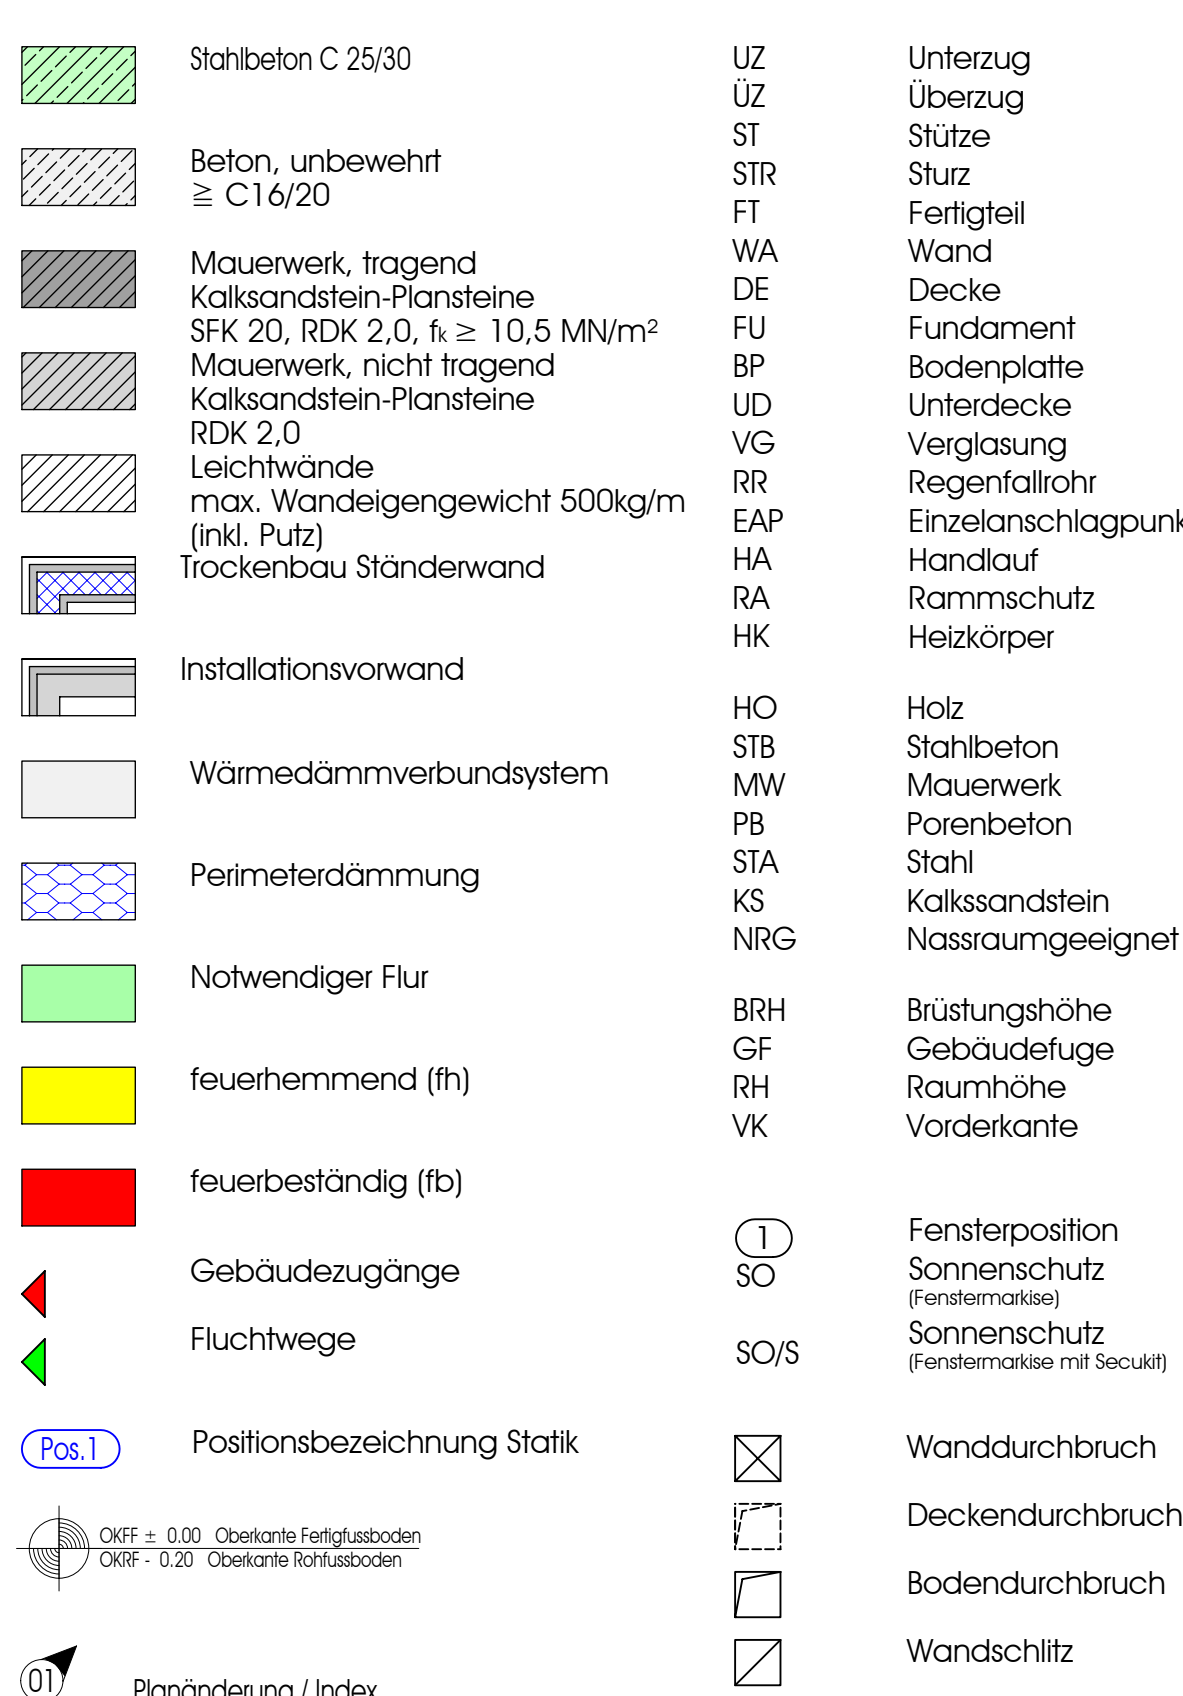 Stahlbeton C 25/30
Beton, unbewehrt
≧ C16/20
Mauerwerk, tragend
Kalksandstein-Plansteine
SFK 20, RDK 2,0, fk ≥ 10,5 MN/m²
Mauerwerk, nicht tragend
Kalksandstein-Plansteine
RDK 2,0
Leichtwände
max. Wandeigengewicht 500kg/m
(inkl. Putz)
Trockenbau Ständerwand
Installationsvorwand
Wärmedämmverbundsystem
Perimeterdämmung
Notwendiger Flur
feuerhemmend (fh)
feuerbeständig (fb)
Gebäudezugänge
Fluchtwege
Pos.1 Positionsbezeichnung Statik
OKFF ± 0.00 Oberkante Fertigfussboden
OKRF - 0.20 Oberkante Rohfussboden
01 Planänderung / Index
UZ Unterzug
ÜZ Überzug
ST Stütze
STR Sturz
FT Fertigteil
WA Wand
DE Decke
FU Fundament
BP Bodenplatte
UD Unterdecke
VG Verglasung
RR Regenfallrohr
EAP Einzelanschlagpunk
HA Handlauf
RA Rammschutz
HK Heizkörper
HO Holz
STB Stahlbeton
MW Mauerwerk
PB Porenbeton
STA Stahl
KS Kalkssandstein
NRG Nassraumgeeignet
BRH Brüstungshöhe
GF Gebäudefuge
RH Raumhöhe
VK Vorderkante
1 Fensterposition
SO Sonnenschutz
(Fenstermarkise)
SO/S Sonnenschutz
(Fenstermarkise mit Secukit)
Wanddurchbruch
Deckendurchbruch
Bodendurchbruch
Wandschlitz